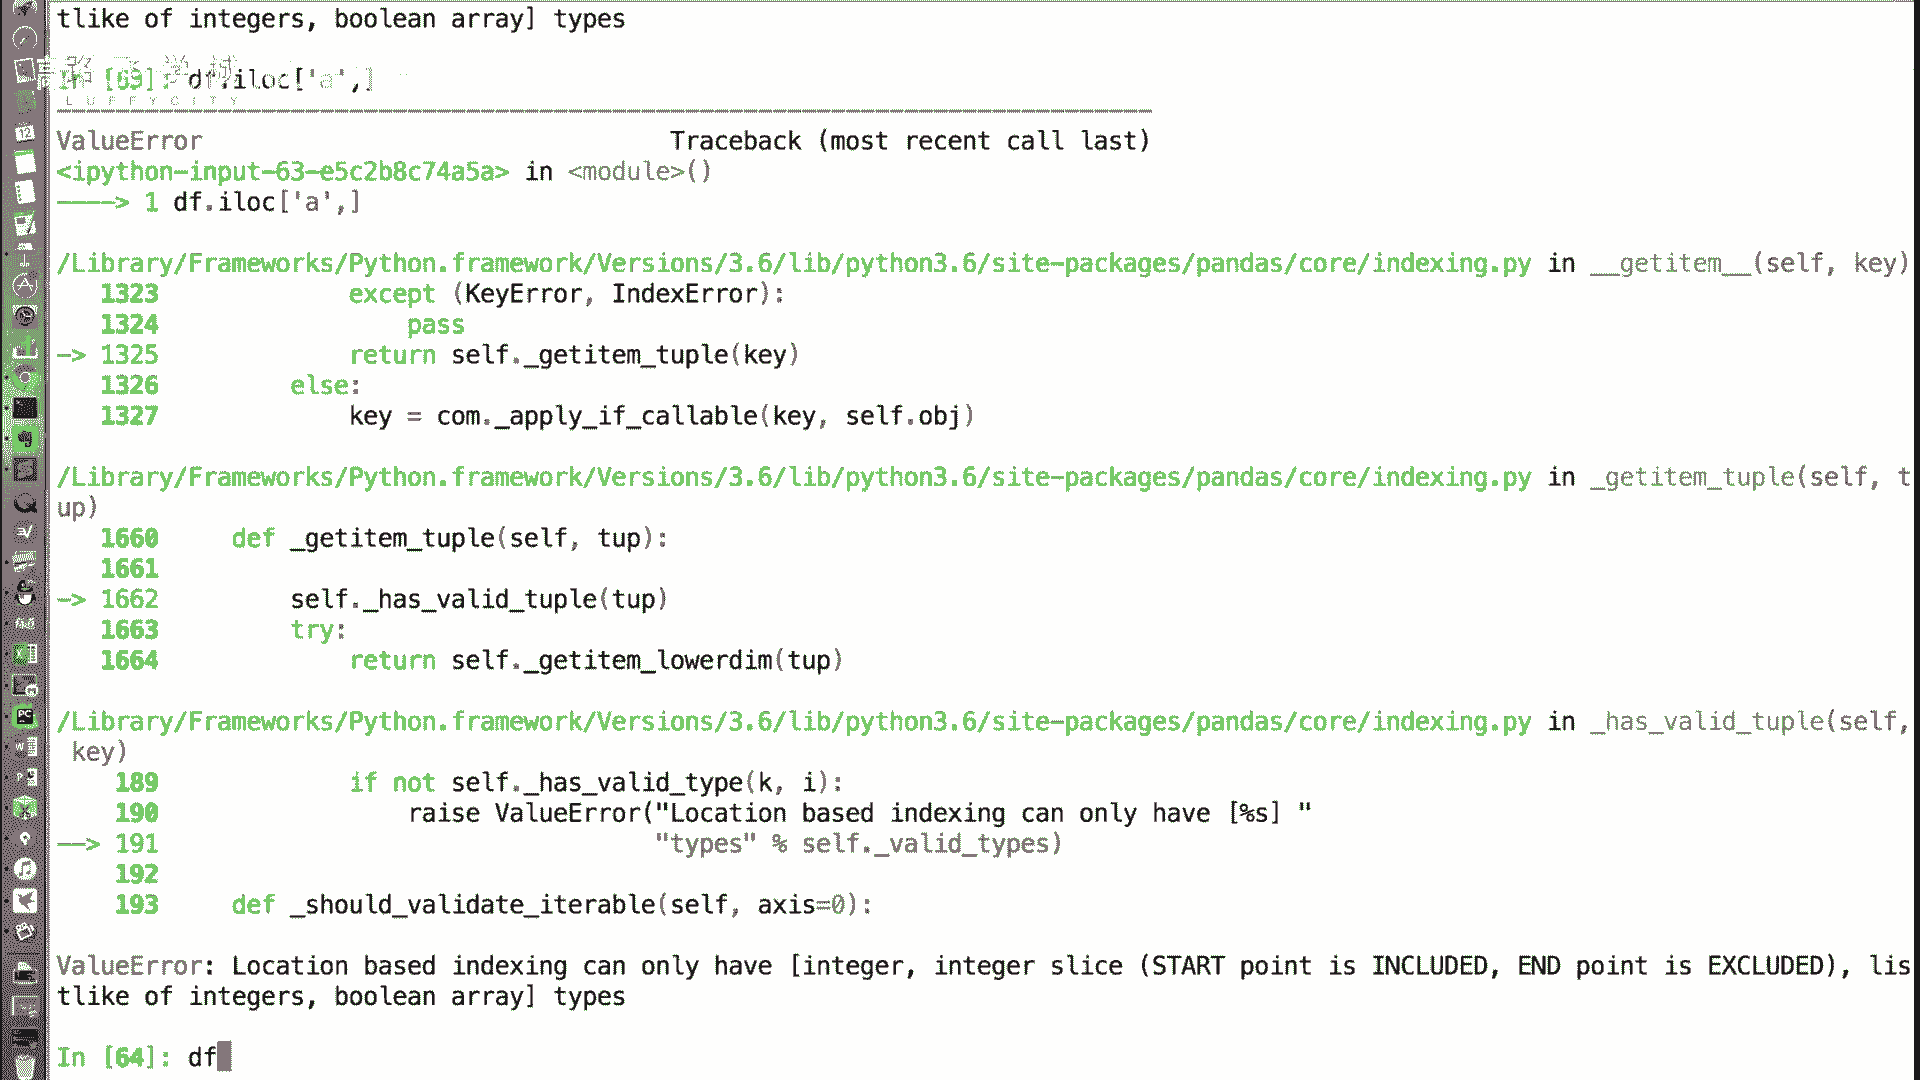 tlike of integers, boolean array] types
In [63]: df.iloc['a',]
LUFFYCITY
ValueError                                Traceback (most recent call last)
<ipython-input-63-e5c2b8c74a5a> in <module>()
----> 1 df.iloc['a',]
/Library/Frameworks/Python.framework/Versions/3.6/lib/python3.6/site-packages/pandas/core/indexing.py in __getitem__(self, key)
   1323             except (KeyError, IndexError):
   1324                 pass
-> 1325             return self._getitem_tuple(key)
   1326         else:
   1327             key = com._apply_if_callable(key, self.obj)
/Library/Frameworks/Python.framework/Versions/3.6/lib/python3.6/site-packages/pandas/core/indexing.py in _getitem_tuple(self, t
up)
   1660     def _getitem_tuple(self, tup):
   1661
-> 1662         self._has_valid_tuple(tup)
   1663         try:
   1664             return self._getitem_lowerdim(tup)
/Library/Frameworks/Python.framework/Versions/3.6/lib/python3.6/site-packages/pandas/core/indexing.py in _has_valid_tuple(self,
 key)
    189             if not self._has_valid_type(k, i):
    190                 raise ValueError("Location based indexing can only have [%s] "
--> 191                                  "types" % self._valid_types)
    192
    193     def _should_validate_iterable(self, axis=0):
ValueError: Location based indexing can only have [integer, integer slice (START point is INCLUDED, END point is EXCLUDED), lis
tlike of integers, boolean array] types
In [64]: df